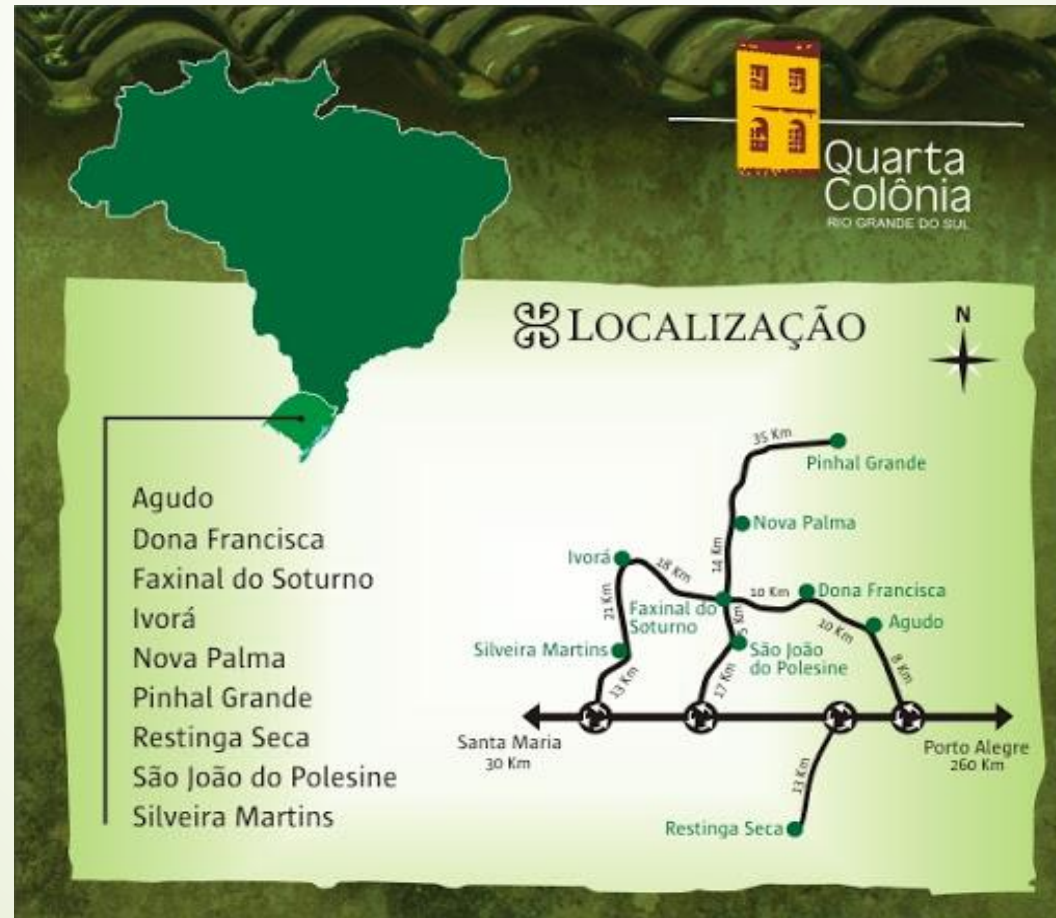 Quarta
Colônia
RIO GRANDE DO SUL
LOCALIZAÇÃO
N
Agudo
Dona Francisca
Faxinal do Soturno
Ivorá
Nova Palma
Pinhal Grande
Restinga Seca
São João do Polesine
Silveira Martins
35 Km
Pinhal Grande
Nova Palma
14 Km
Ivorá
18 Km
10 Km
Dona Francisca
21 Km
Faxinal do
Soturno
5 Km
10 Km
Agudo
Silveira Martins
São João
do Polesine
13 Km
17 Km
8 Km
Santa Maria
30 Km
Porto Alegre
260 Km
13 Km
Restinga Seca